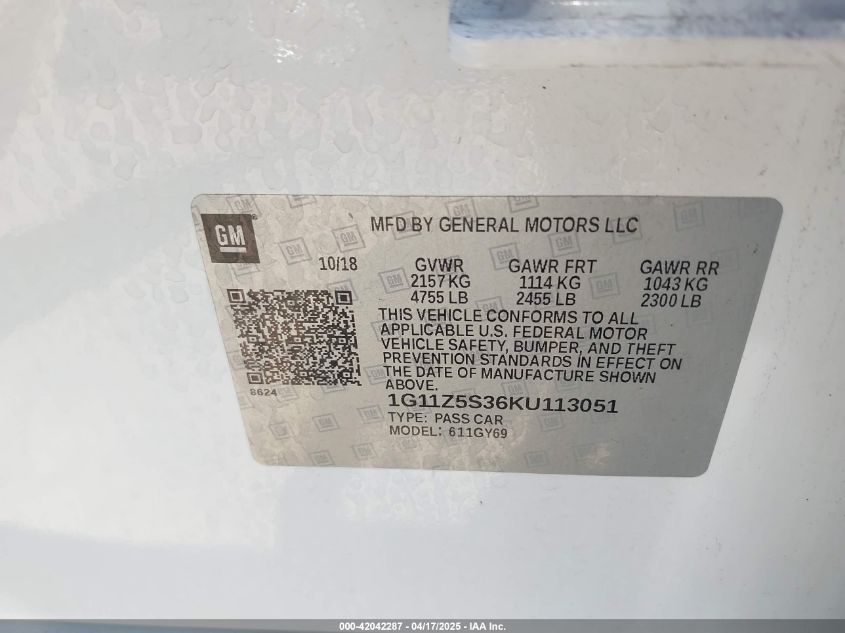 GM
MFD BY GENERAL MOTORS LLC
10/18 GVWR GAWR FRT GAWR RR
2157 KG 1114 KG 1043 KG
4755 LB 2455 LB 2300 LB
THIS VEHICLE CONFORMS TO ALL
APPLICABLE U.S. FEDERAL MOTOR
VEHICLE SAFETY, BUMPER, AND THEFT
PREVENTION STANDARDS IN EFFECT ON
THE DATE OF MANUFACTURE SHOWN
ABOVE.
8624
1G11Z5S36KU113051
TYPE: PASS CAR
MODEL: 611GY69
000-42042287 - 04/17/2025 - IAA Inc.